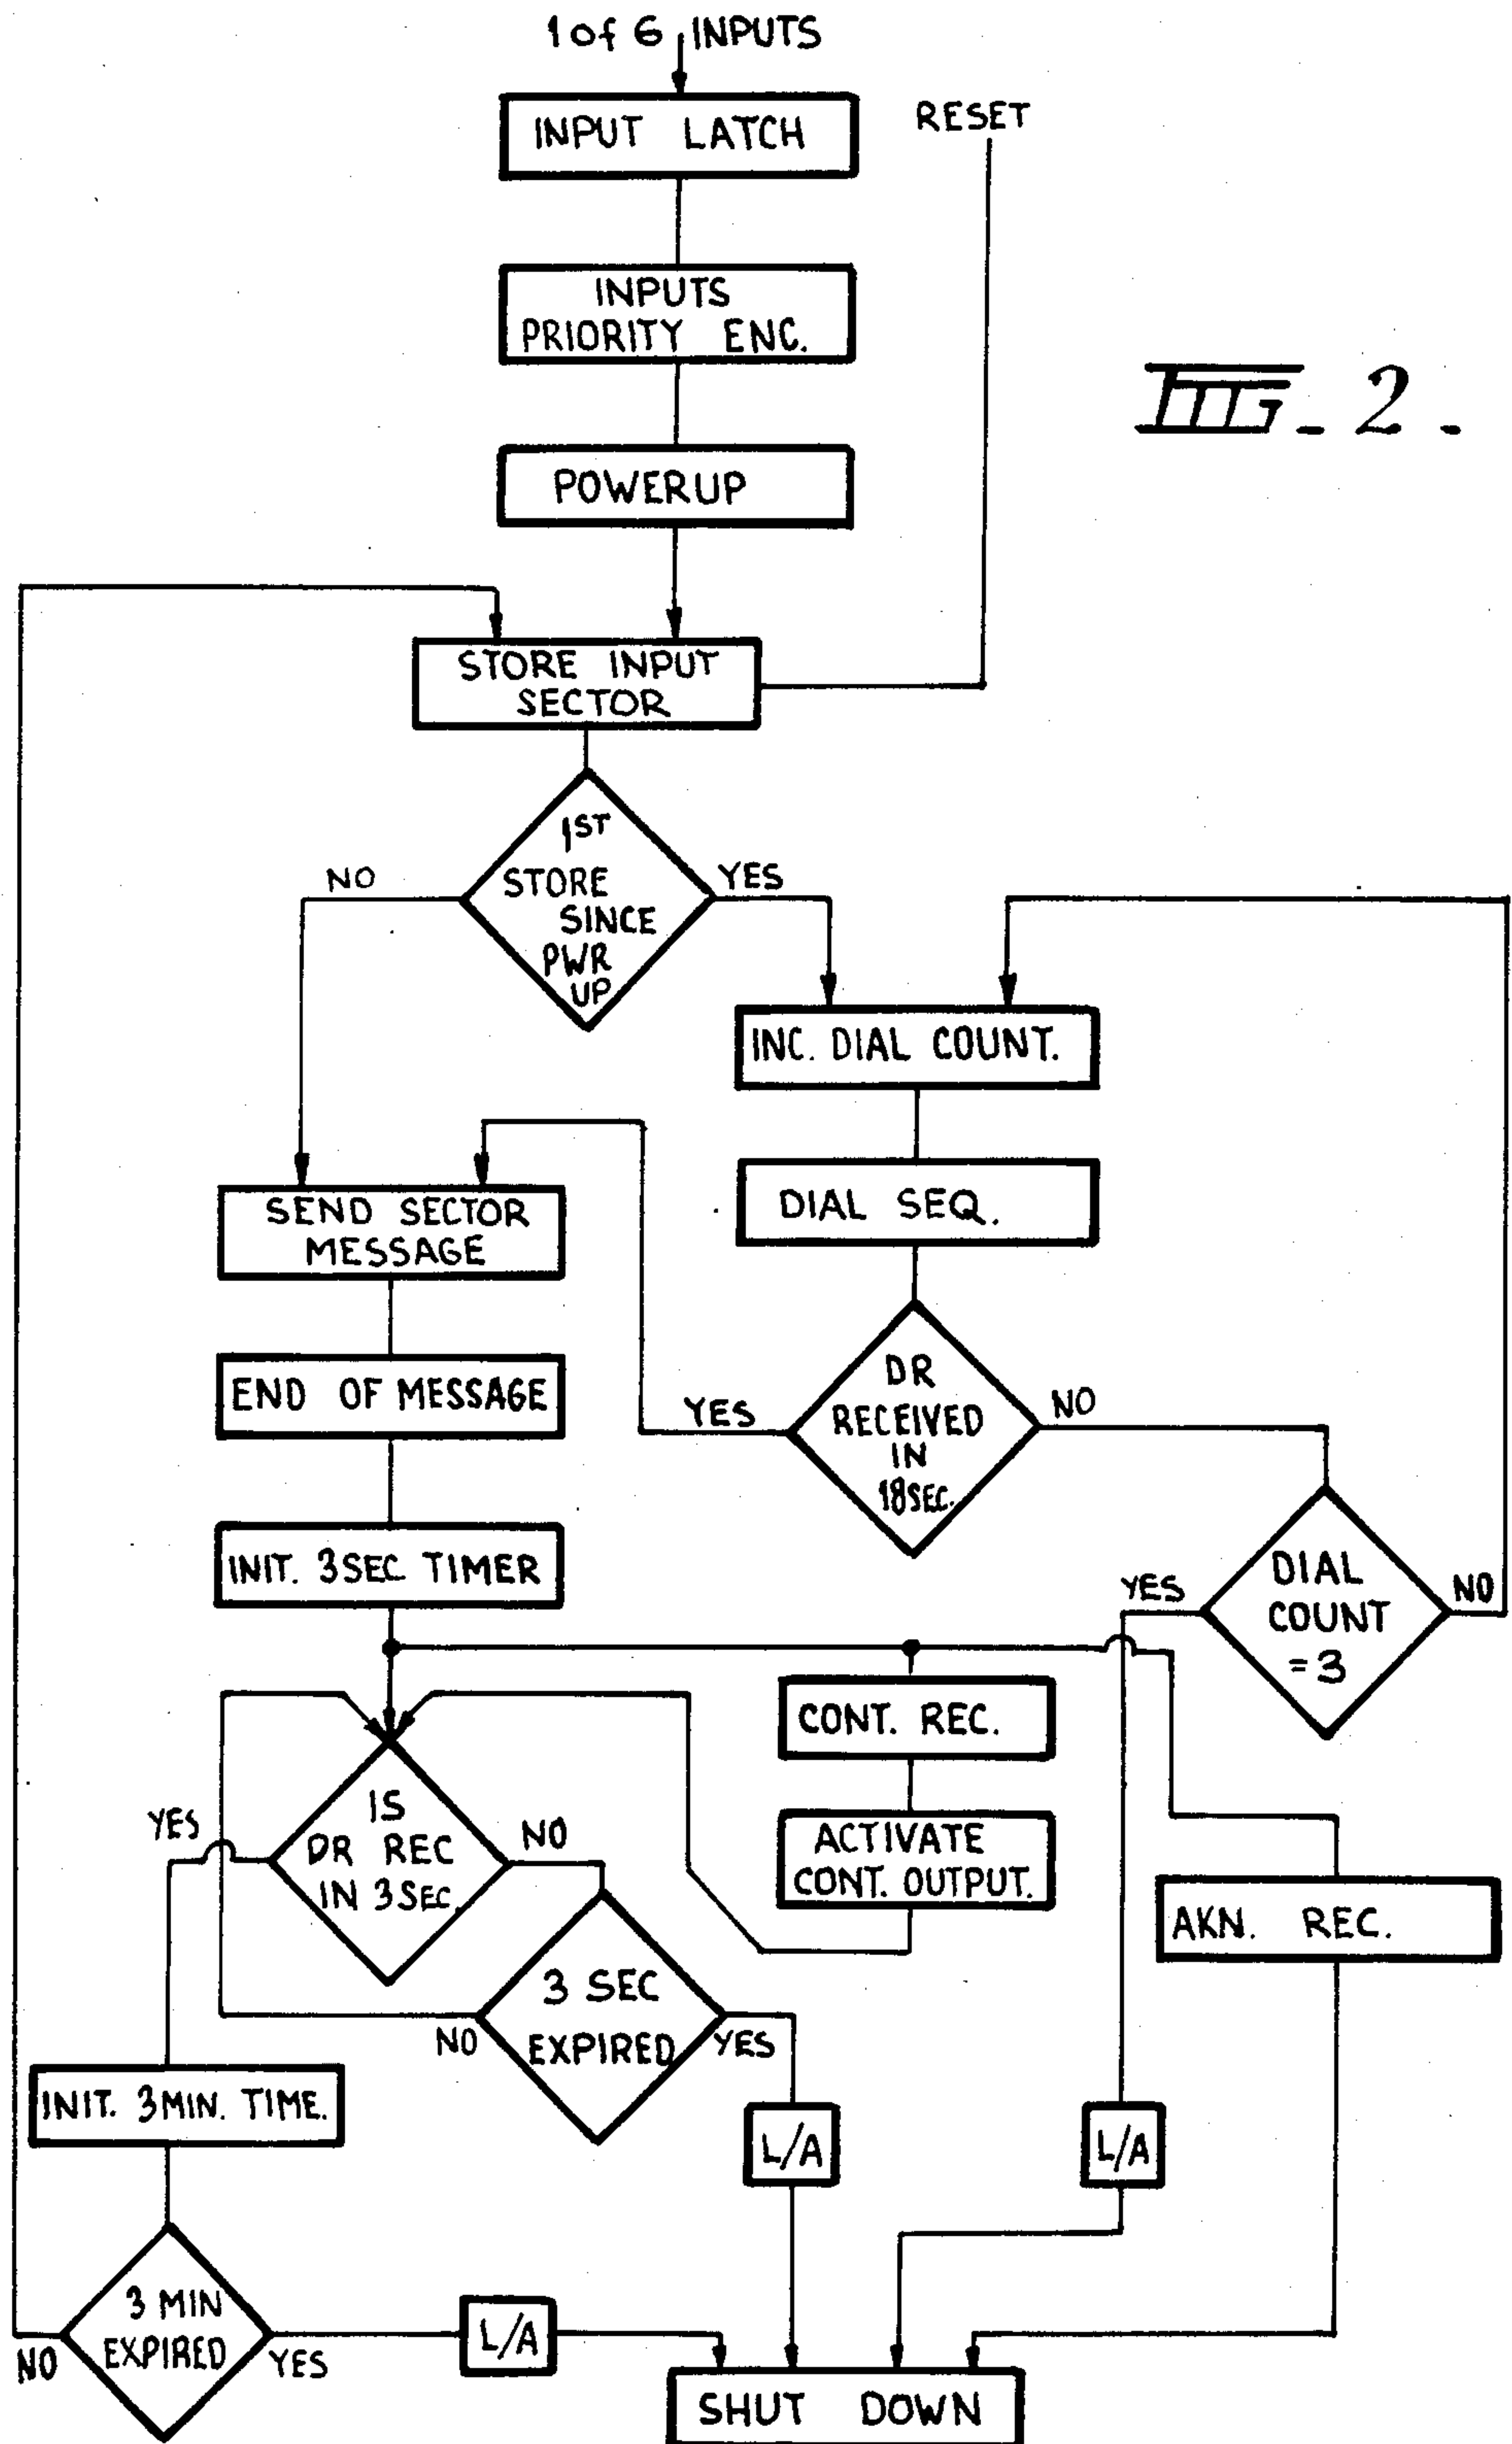 1 of 6 INPUTS
INPUT LATCH
RESET
INPUTS
PRIORITY ENC.
FIG-2.
POWERUP
STORE INPUT
SECTOR
1ST
STORE
SINCE
PWR
UP
NO
YES
INC. DIAL COUNT.
SEND SECTOR
MESSAGE
DIAL SEQ.
END OF MESSAGE
DR
RECEIVED
IN
18SEC.
YES
NO
INIT. 3SEC TIMER
DIAL
COUNT
=3
YES
NO
CONT. REC.
IS
DR REC
IN 3SEC.
YES
NO
ACTIVATE
CONT. OUTPUT.
AKN. REC.
3 SEC
EXPIRED
NO
YES
INIT. 3MIN. TIME.
L/A
L/A
3 MIN
EXPIRED
NO
YES
L/A
SHUT DOWN